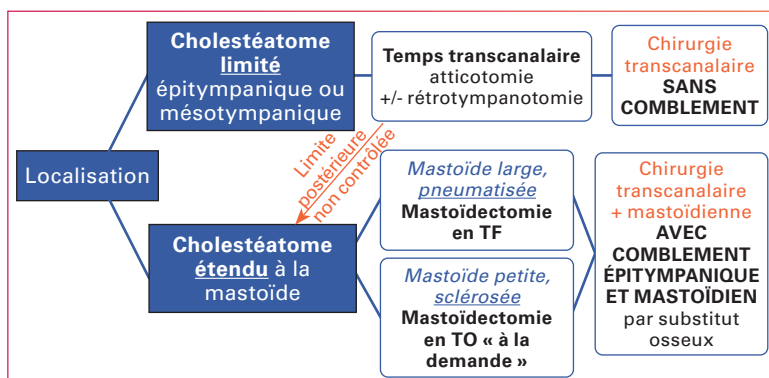 Localisation
Cholestéatome
limité
épitympanique ou
mésotympanique
Temps transcanalaire
atticotomie
+/- rétrotympanotomie
Chirurgie
transcanalaire
SANS
COMBLEMENT
Limite
postérieure
non contrôlée
Cholestéatome
étendu à la
mastoïde
Mastoïde large,
pneumatisée
Mastoïdectomie
en TF
Mastoïde petite,
sclérosée
Mastoïdectomie
en TO « à la
demande »
Chirurgie
transcanalaire
+ mastoïdienne
AVEC
COMBLEMENT
ÉPITYMPANIQUE
ET MASTOÏDIEN
par substitut
osseux